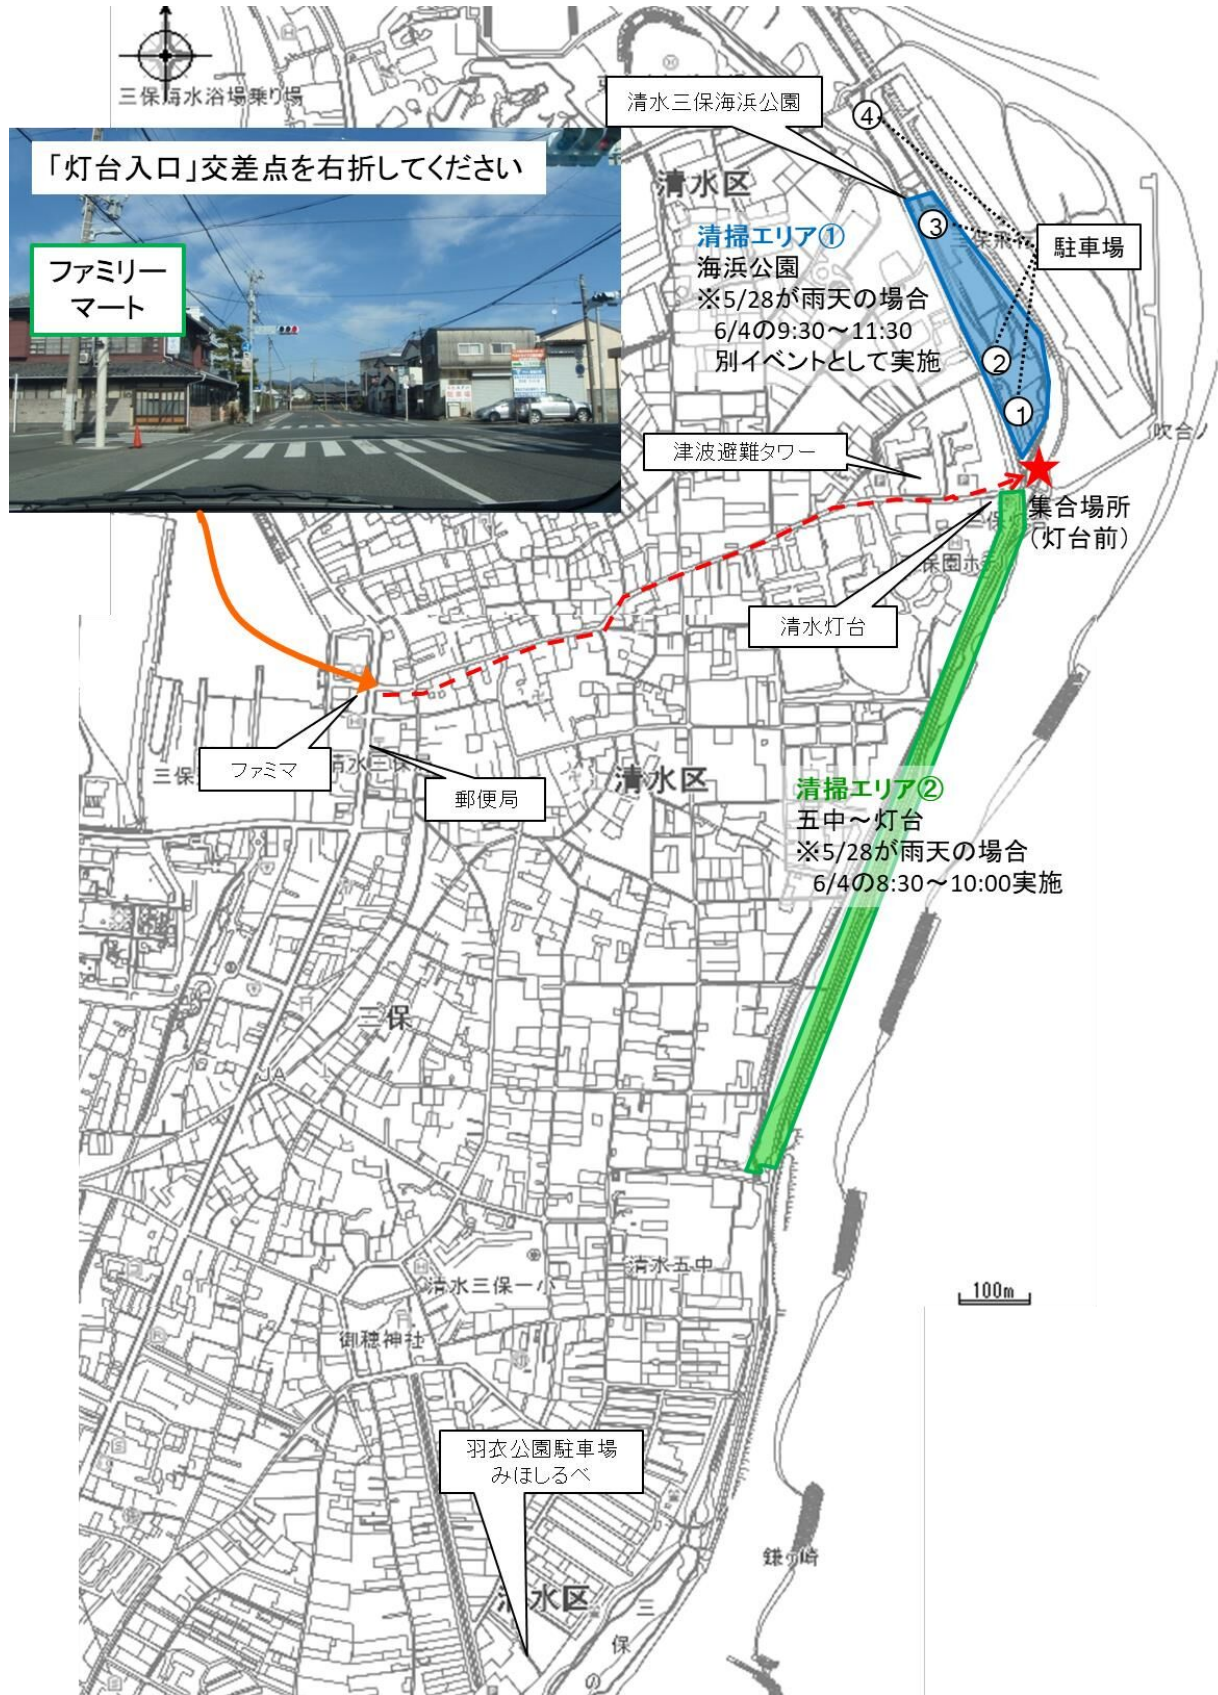 三保海水浴場乗り場
「灯台入口」交差点を右折してください
ファミリー
マート
清水三保海浜公園
④
清水区
③
駐車場
清掃エリア①
海浜公園
※5/28が雨天の場合
6/4の9:30～11:30
別イベントとして実施
②
①
吹合ノ
津波避難タワー
集合場所
(灯台前)
清水灯台
ファミマ
郵便局
清水区
清掃エリア②
五中～灯台
※5/28が雨天の場合
6/4の8:30～10:00実施
三保
JA
清水五中
清水三保一小
100m
御穂神社
羽衣公園駐車場
みほしるべ
鎌ヶ崎
清水区
三
保
の